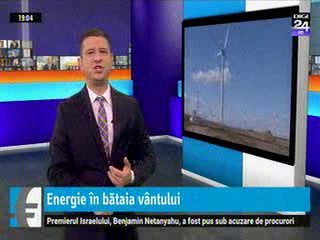 19:04
DIGI 24
HD
Energie în bătaia vântului
Premierul Israelului, Benjamin Netanyahu, a fost pus sub acuzare de procurori